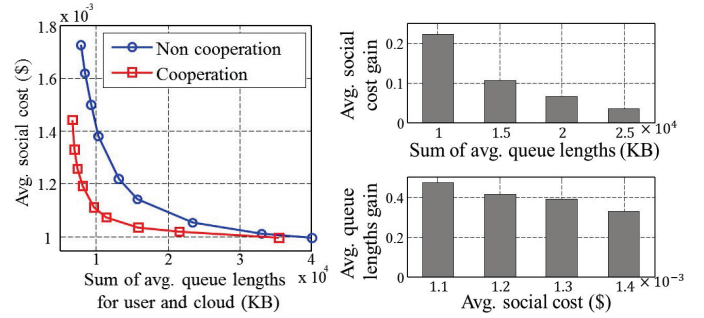 × 10⁻³
1.8
1.6
1.4
1.2
1
Avg. social cost ($)
Non cooperation
Cooperation
1 2 3 4
× 10⁴
Sum of avg. queue lengths
for user and cloud (KB)
Avg. social
cost gain
0.2
0.1
0
1 1.5 2 2.5 × 10⁴
Sum of avg. queue lengths (KB)
Avg. queue
lengths gain
0.4
0.2
0
1.1 1.2 1.3 1.4 × 10⁻³
Avg. social cost ($)